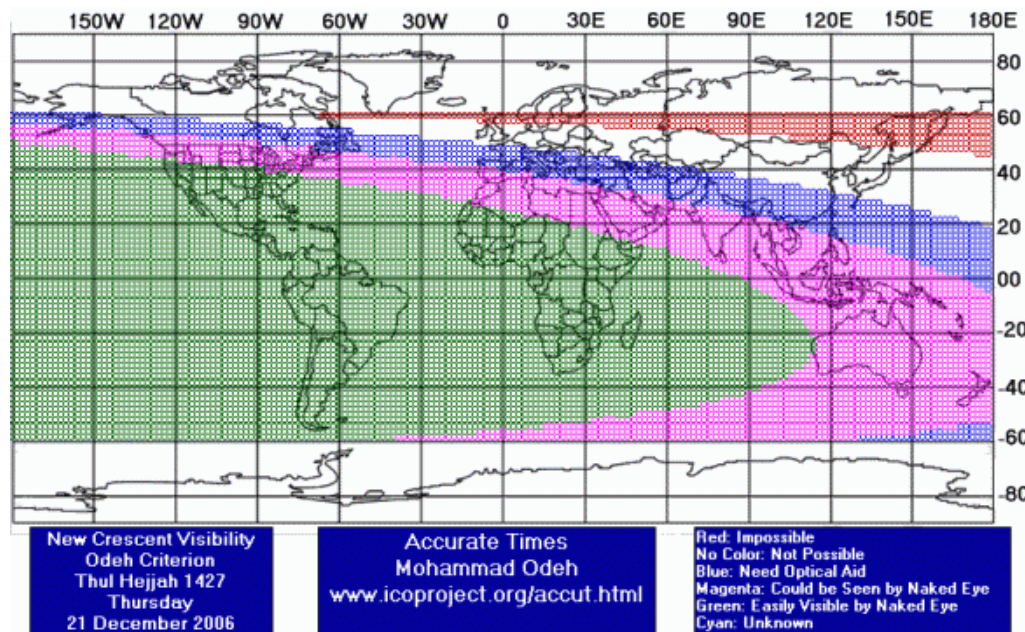 150W 120W 90W 60W 30W 0 30E 60E 90E 120E 150E 180E
80
60
40
20
00
-20
-40
-60
-80
New Crescent Visibility
Odeh Criterion
Thul Hejjah 1427
Thursday
21 December 2006
Accurate Times
Mohammad Odeh
www.icoproject.org/accut.html
Red: Impossible
No Color: Not Possible
Blue: Need Optical Aid
Magenta: Could be Seen by Naked Eye
Green: Easily Visible by Naked Eye
Cyan: Unknown